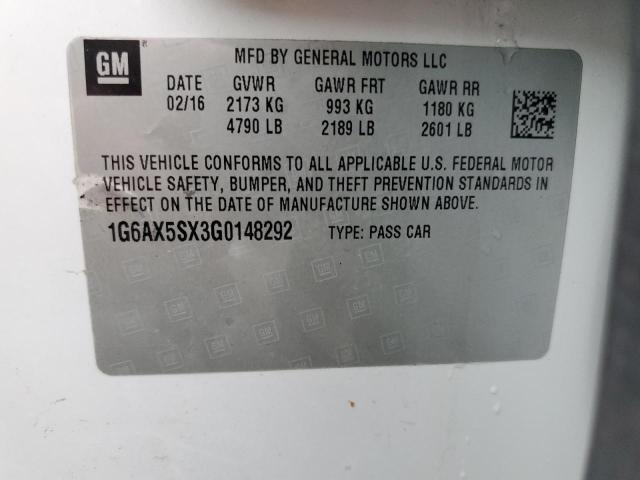 GM
MFD BY GENERAL MOTORS LLC
DATE GVWR GAWR FRT GAWR RR
02/16 2173 KG 993 KG 1180 KG
4790 LB 2189 LB 2601 LB
THIS VEHICLE CONFORMS TO ALL APPLICABLE U.S. FEDERAL MOTOR
VEHICLE SAFETY, BUMPER, AND THEFT PREVENTION STANDARDS IN
EFFECT ON THE DATE OF MANUFACTURE SHOWN ABOVE.
1G6AX5SX3G0148292 TYPE: PASS CAR